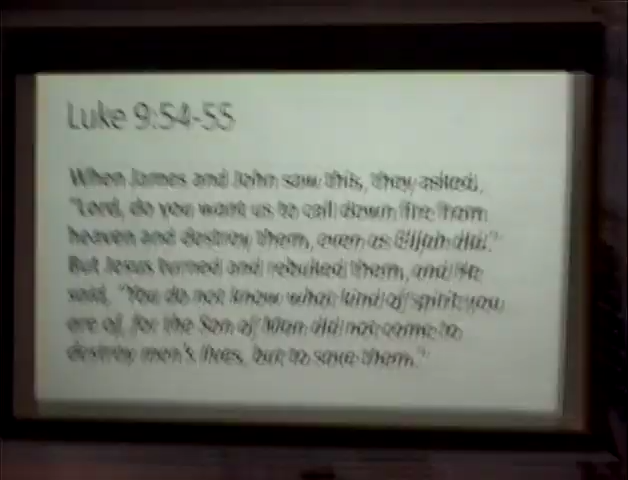 Luke 9:54-55
When James and John saw this, they asked,
"Lord, do you want us to call down fire from
heaven and destroy them, even as Elijah did."
But Jesus turned and rebuked them, and He
said, "You do not know what kind of spirit you
are of, for the Son of Man did not come to
destroy men's lives, but to save them."